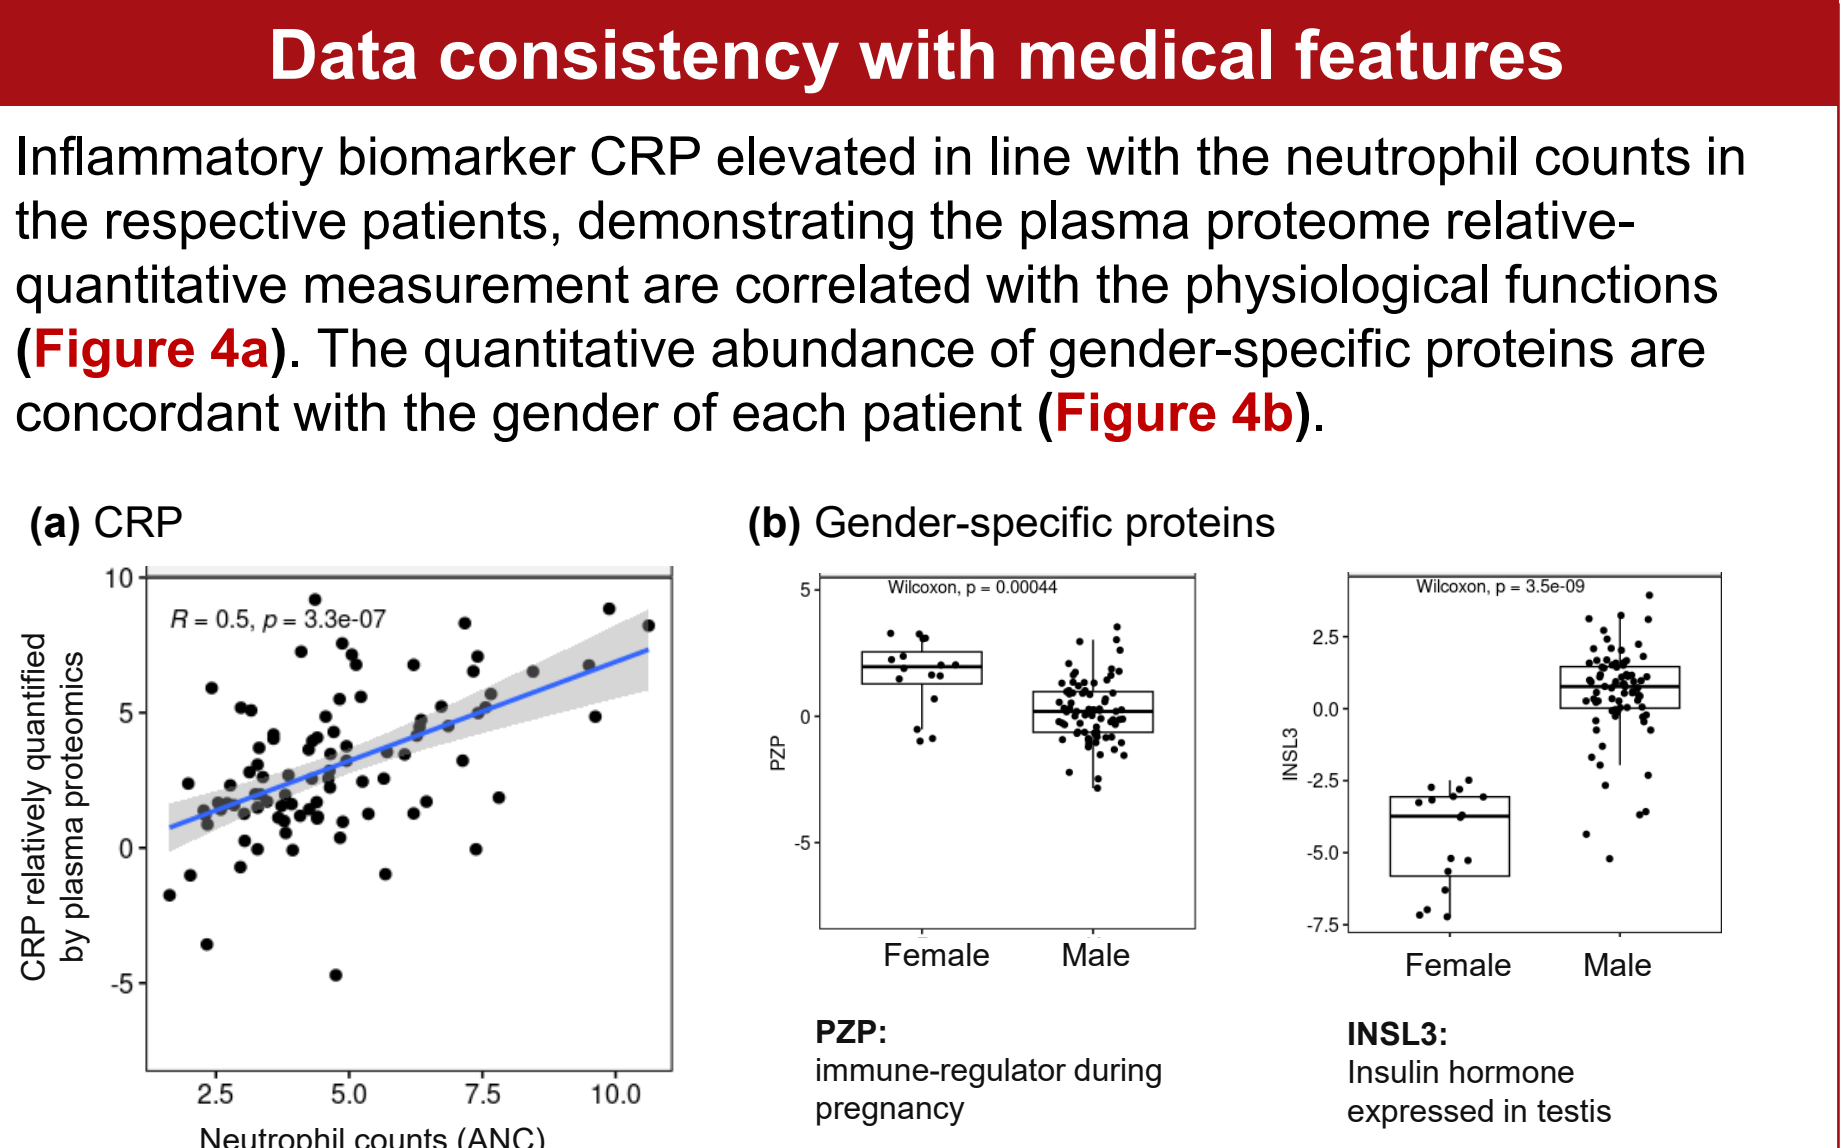 Data consistency with medical features
Inflammatory biomarker CRP elevated in line with the neutrophil counts in
the respective patients, demonstrating the plasma proteome relative-
quantitative measurement are correlated with the physiological functions
(Figure 4a). The quantitative abundance of gender-specific proteins are
concordant with the gender of each patient (Figure 4b).
(a) CRP
CRP relatively quantified
by plasma proteomics
10
5
0
-5
R = 0.5, p = 3.3e-07
2.5 5.0 7.5 10.0
Neutrophil counts (ANC)
(b) Gender-specific proteins
PZP
5
0
-5
Wilcoxon, p = 0.00044
Female Male
PZP:
immune-regulator during
pregnancy
INSL3
2.5
0.0
-2.5
-5.0
-7.5
Wilcoxon, p = 3.5e-09
Female Male
INSL3:
Insulin hormone
expressed in testis